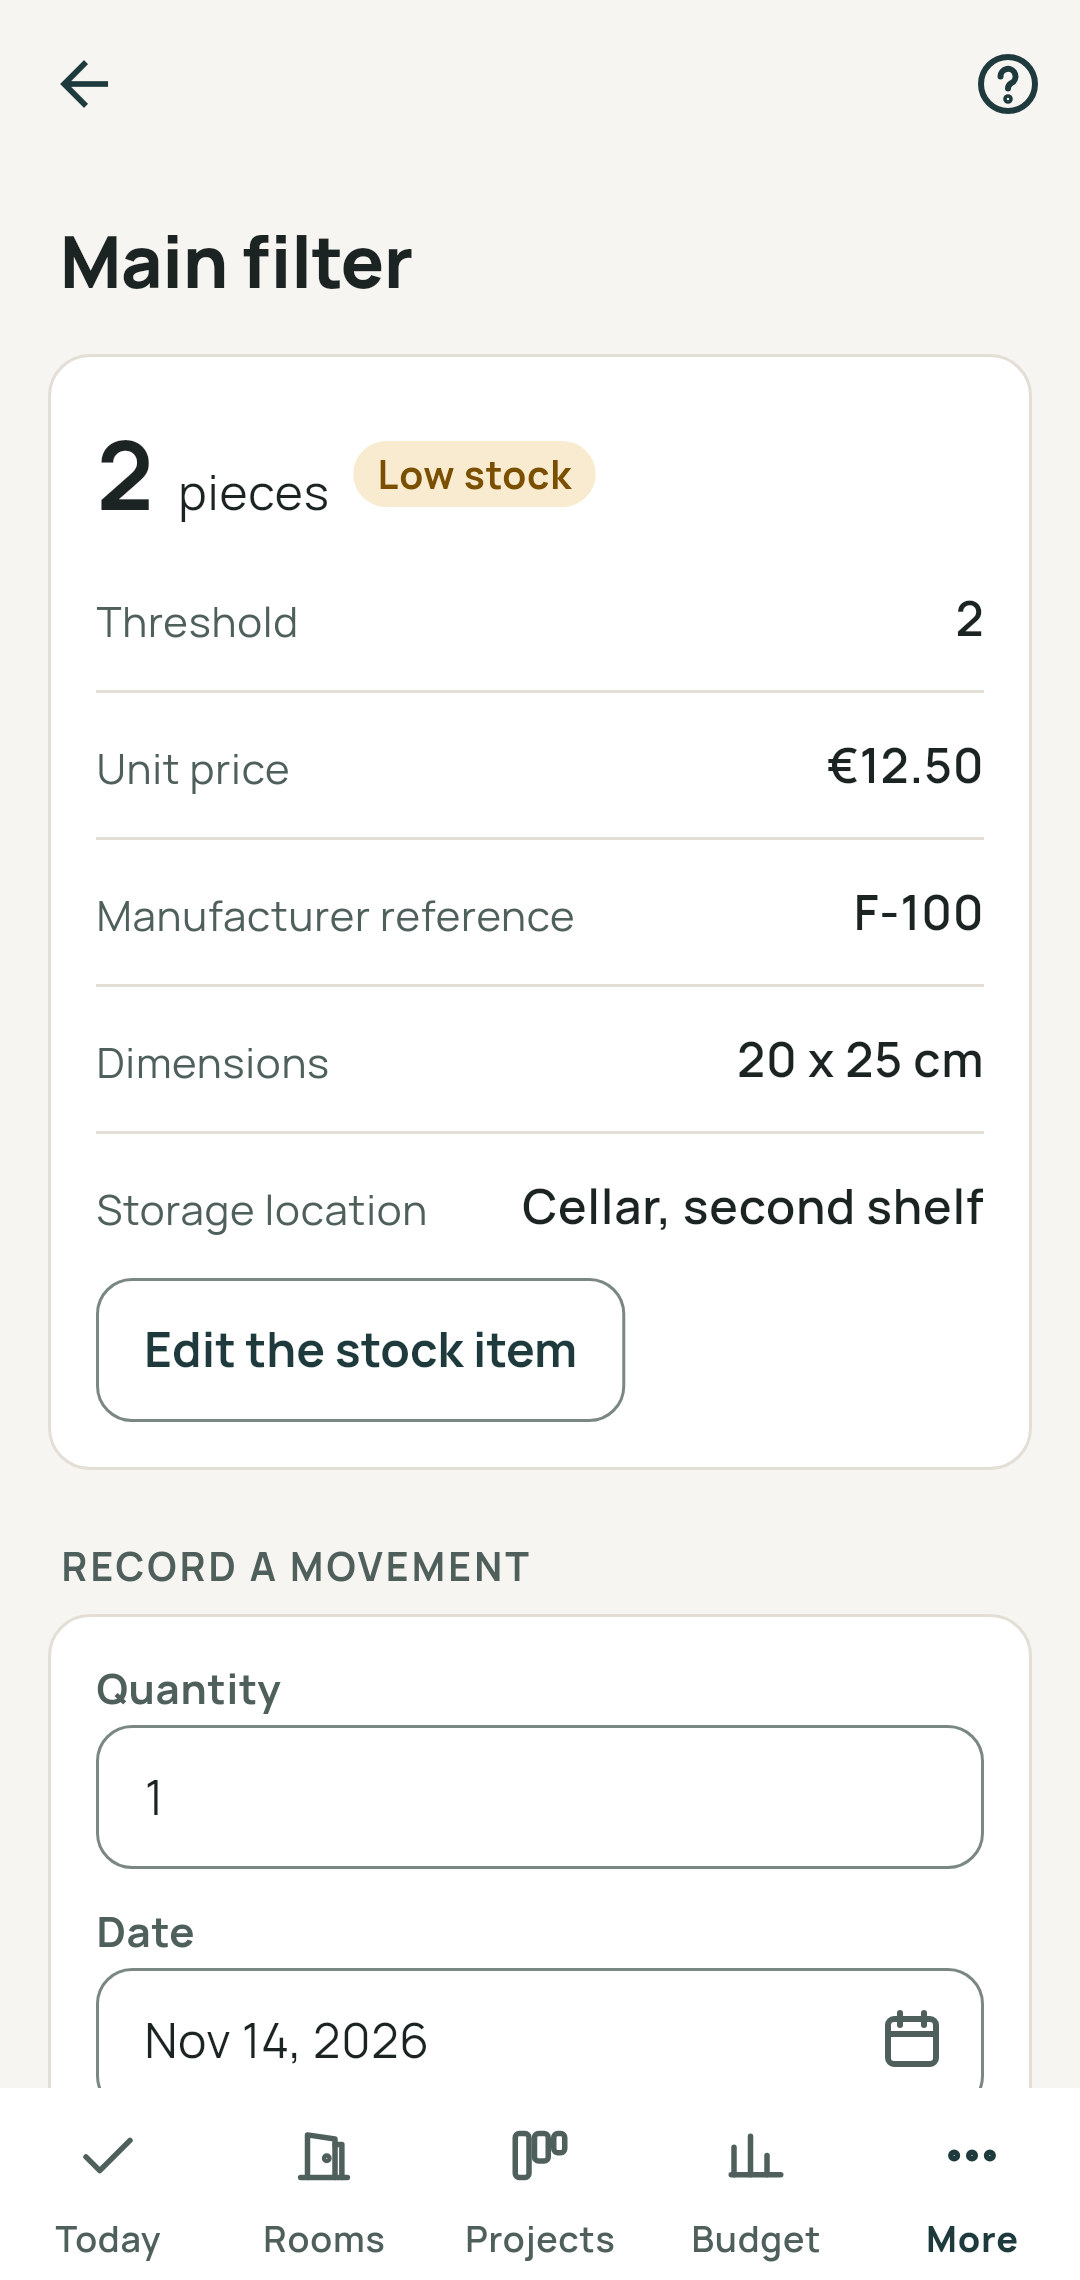 Main filter
2 pieces Low stock
Threshold 2
Unit price €12.50
Manufacturer reference F-100
Dimensions 20 x 25 cm
Storage location Cellar, second shelf
Edit the stock item
RECORD A MOVEMENT
Quantity
1
Date
Nov 14, 2026
Today Rooms Projects Budget More